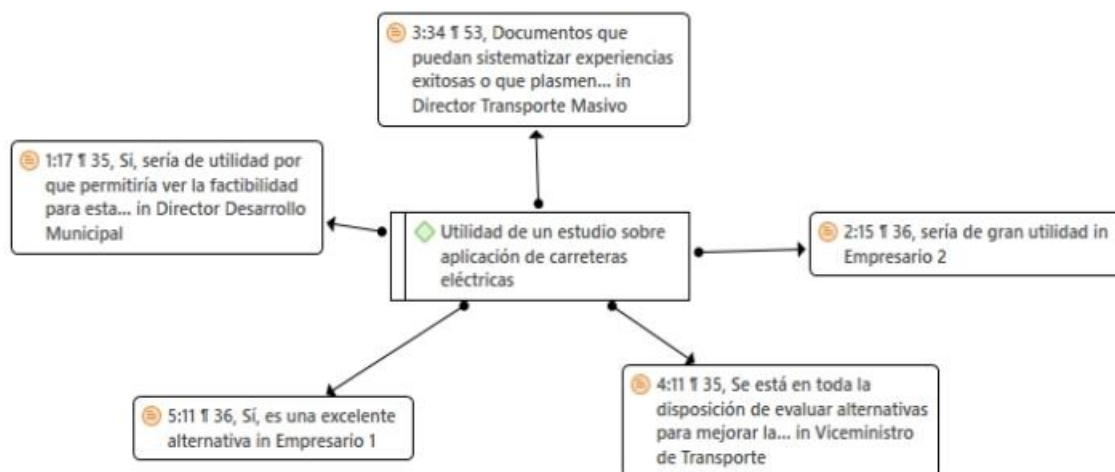 3:34 ¶ 53, Documentos que
puedan sistematizar experiencias
exitosas o que plasmen... in
Director Transporte Masivo
1:17 ¶ 35, Si, sería de utilidad por
que permitiría ver la factibilidad
para esta... in Director Desarrollo
Municipal
Utilidad de un estudio sobre
aplicación de carreteras
eléctricas
2:15 ¶ 36, sería de gran utilidad in
Empresario 2
5:11 ¶ 36, Sí, es una excelente
alternativa in Empresario 1
4:11 ¶ 35, Se está en toda la
disposición de evaluar alternativas
para mejorar la... in Viceministro
de Transporte